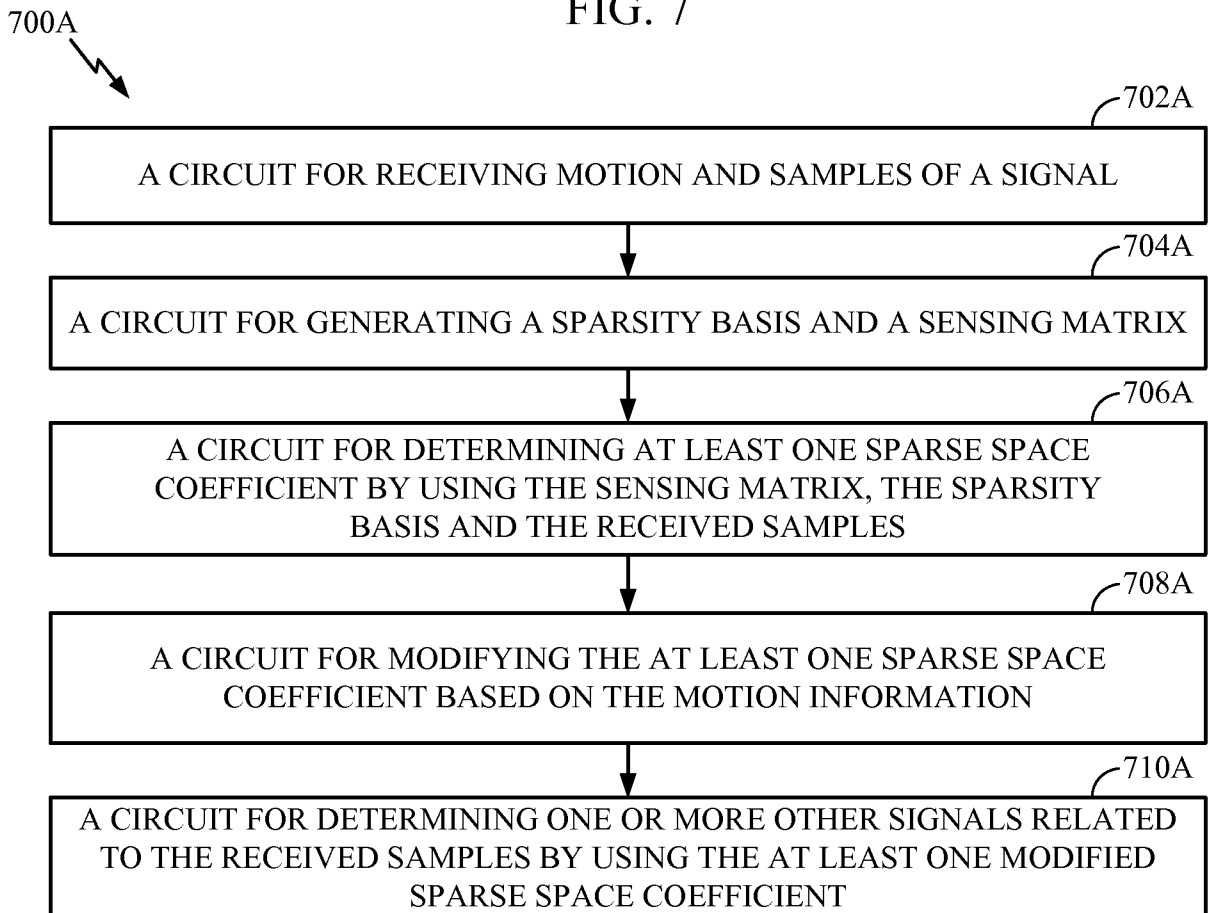 FIG. 7
700A
702A
A CIRCUIT FOR RECEIVING MOTION AND SAMPLES OF A SIGNAL
704A
A CIRCUIT FOR GENERATING A SPARSITY BASIS AND A SENSING MATRIX
706A
A CIRCUIT FOR DETERMINING AT LEAST ONE SPARSE SPACE
COEFFICIENT BY USING THE SENSING MATRIX, THE SPARSITY
BASIS AND THE RECEIVED SAMPLES
708A
A CIRCUIT FOR MODIFYING THE AT LEAST ONE SPARSE SPACE
COEFFICIENT BASED ON THE MOTION INFORMATION
710A
A CIRCUIT FOR DETERMINING ONE OR MORE OTHER SIGNALS RELATED
TO THE RECEIVED SAMPLES BY USING THE AT LEAST ONE MODIFIED
SPARSE SPACE COEFFICIENT